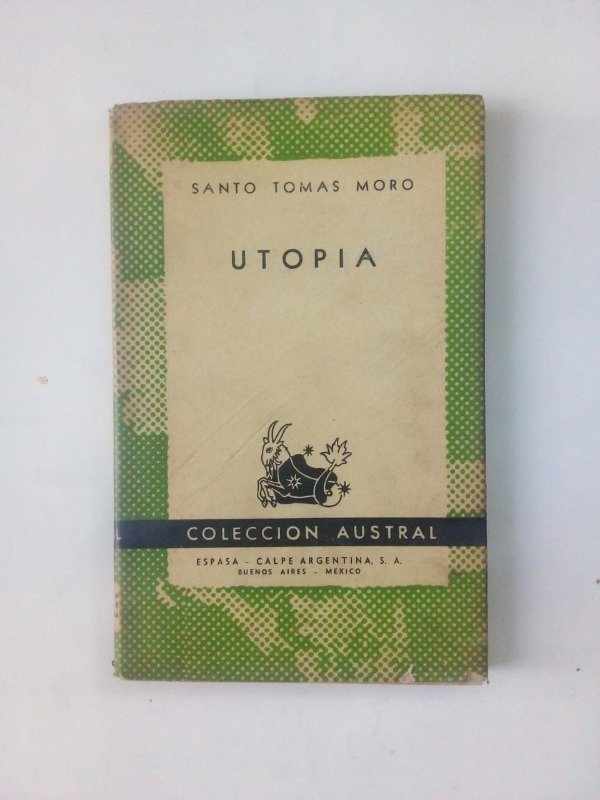 SANTO TOMAS MORO
UTOPIA
COLECCION AUSTRAL
ESPASA - CALPE ARGENTINA, S. A.
BUENOS AIRES - MEXICO